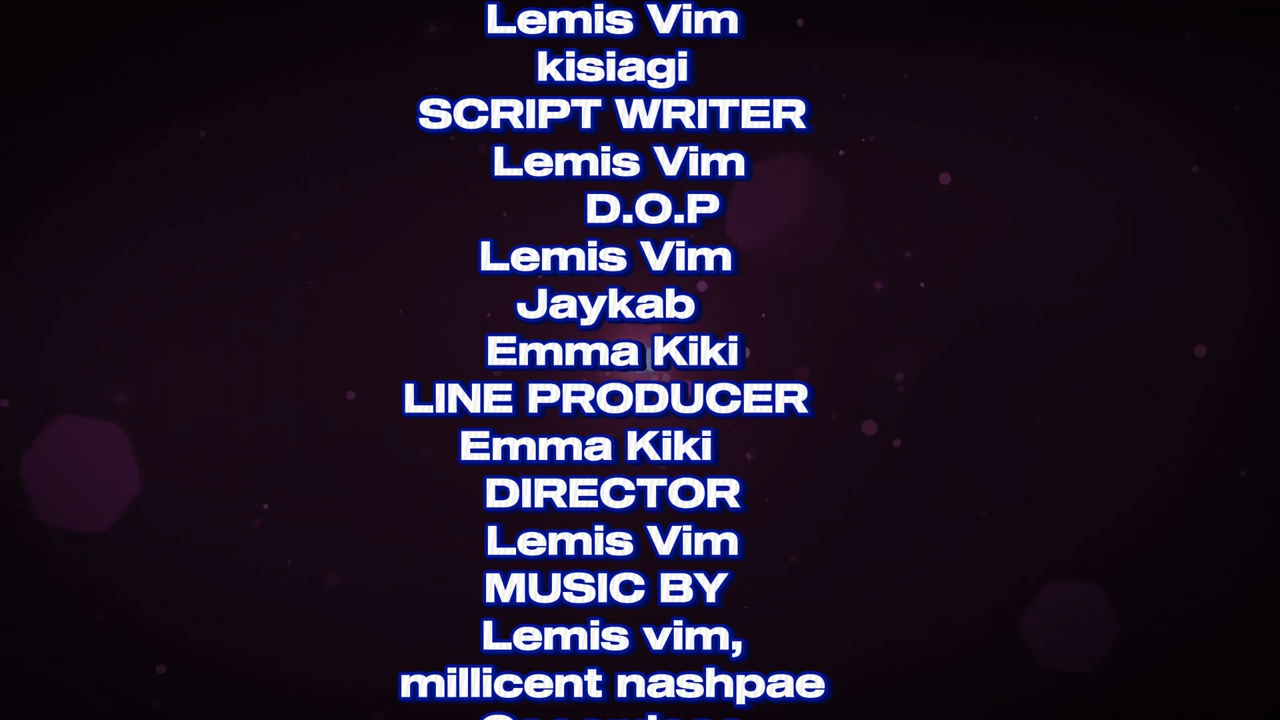 Lemis Vim
kisiagi
SCRIPT WRITER
Lemis Vim
D.O.P
Lemis Vim
Jaykab
Emma Kiki
LINE PRODUCER
Emma Kiki
DIRECTOR
Lemis Vim
MUSIC BY
Lemis vim,
millicent nashpae